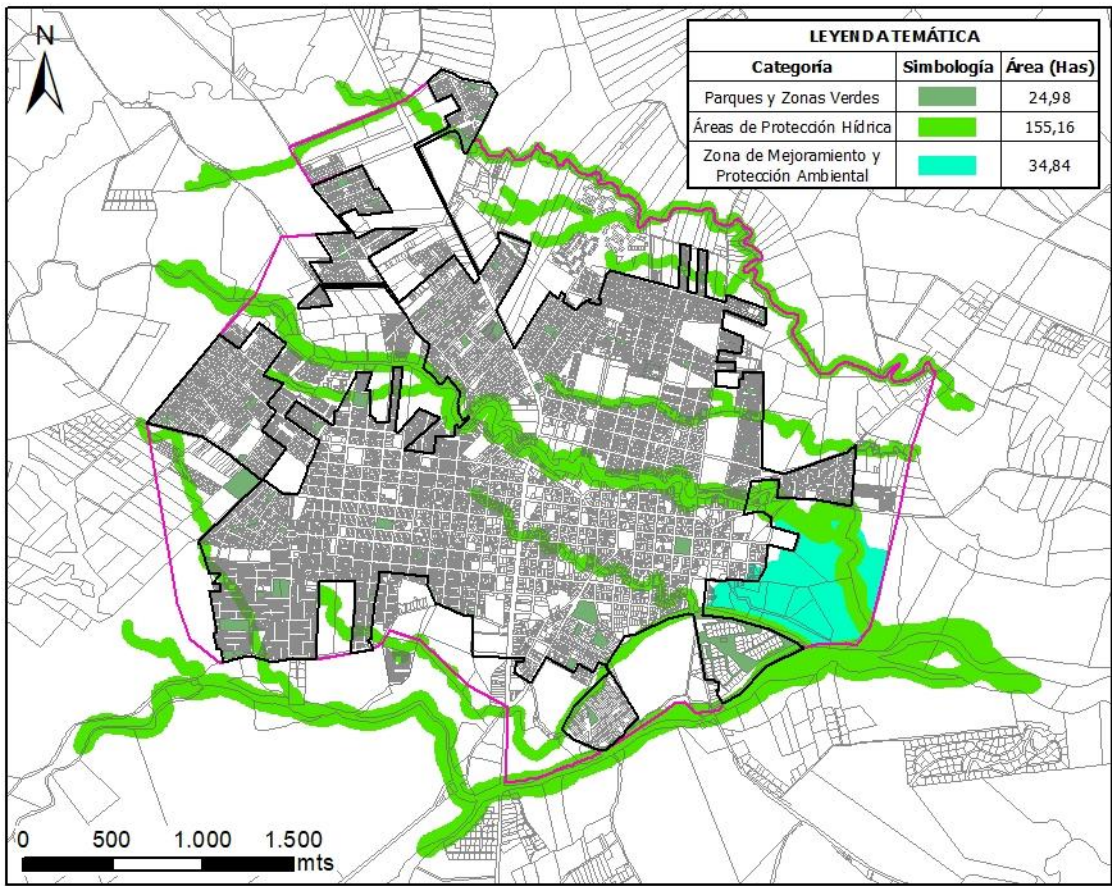 N
LEYENDA TEMÁTICA
Categoría Simbología Área (Has)
Parques y Zonas Verdes 24,98
Áreas de Protección Hídrica 155,16
Zona de Mejoramiento y
Protección Ambiental 34,84
0 500 1.000 1.500
mts